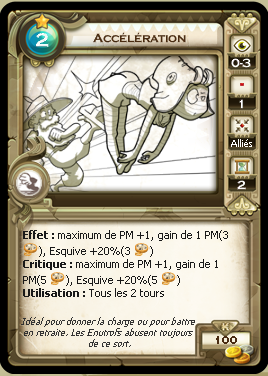 2
ACCÉLÉRATION
0-3
1
Alliés
2
Effet : maximum de PM +1, gain de 1 PM(3
), Esquive +20%(3 )
Critique : maximum de PM +1, gain de 1
PM(5 ), Esquive +20%(5 )
Utilisation : Tous les 2 tours
Idéal pour donner la charge ou pour battre
en retraite. Les Enutrofs abusent toujours
de ce sort.
K
100